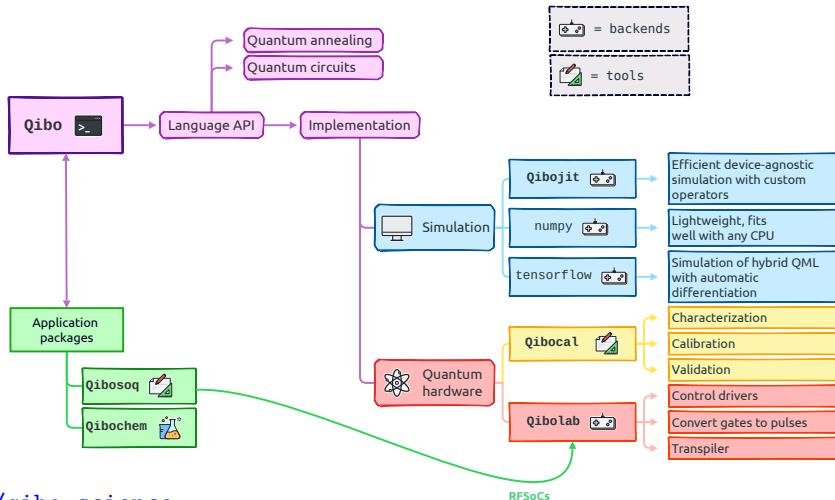 = backends
= tools
Quantum annealing
Quantum circuits
Qibo >_
Language API
Implementation
Simulation
Qibojit
Efficient device-agnostic
simulation with custom
operators
numpy
Lightweight, fits
well with any CPU
tensorflow
Simulation of hybrid QML
with automatic
differentiation
Application
packages
Qibosoq
Qibochem
Quantum
hardware
Qibocal
Characterization
Calibration
Validation
Qibolab
Control drivers
Convert gates to pulses
Transpiler
RFSoCs